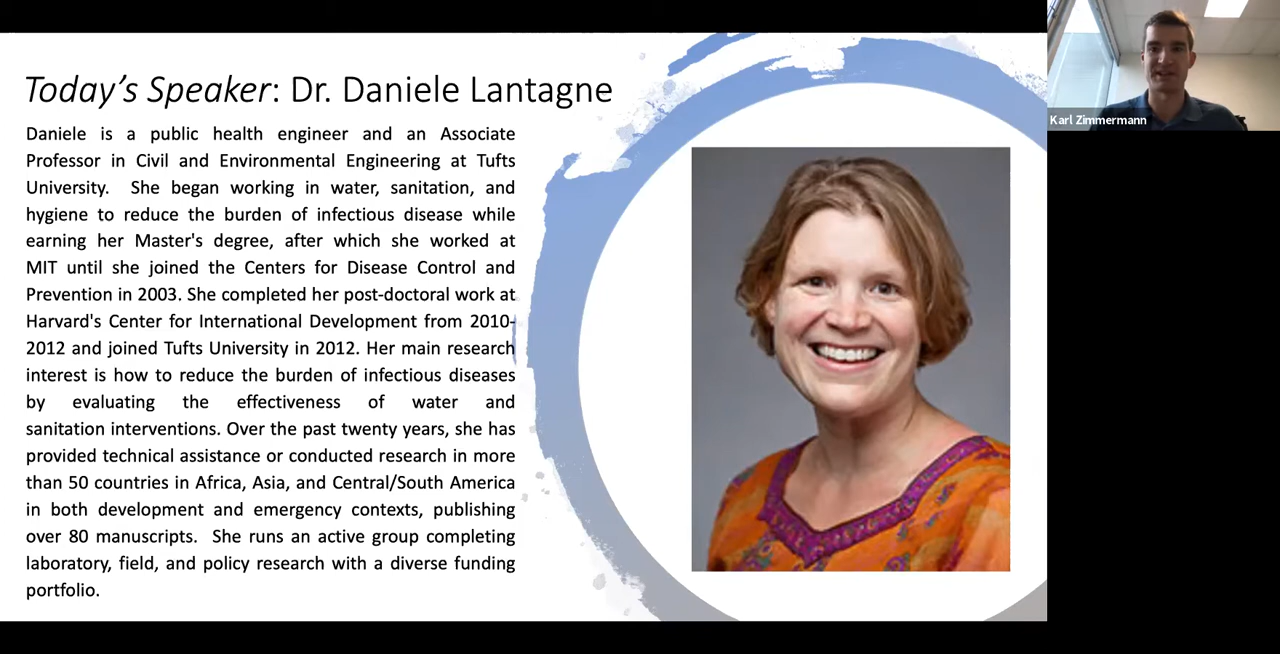 Today's Speaker: Dr. Daniele Lantagne
Daniele is a public health engineer and an Associate
Professor in Civil and Environmental Engineering at Tufts
University. She began working in water, sanitation, and
hygiene to reduce the burden of infectious disease while
earning her Master's degree, after which she worked at
MIT until she joined the Centers for Disease Control and
Prevention in 2003. She completed her post-doctoral work at
Harvard's Center for International Development from 2010-
2012 and joined Tufts University in 2012. Her main research
interest is how to reduce the burden of infectious diseases
by evaluating the effectiveness of water and
sanitation interventions. Over the past twenty years, she has
provided technical assistance or conducted research in more
than 50 countries in Africa, Asia, and Central/South America
in both development and emergency contexts, publishing
over 80 manuscripts. She runs an active group completing
laboratory, field, and policy research with a diverse funding
portfolio.
Karl Zimmermann